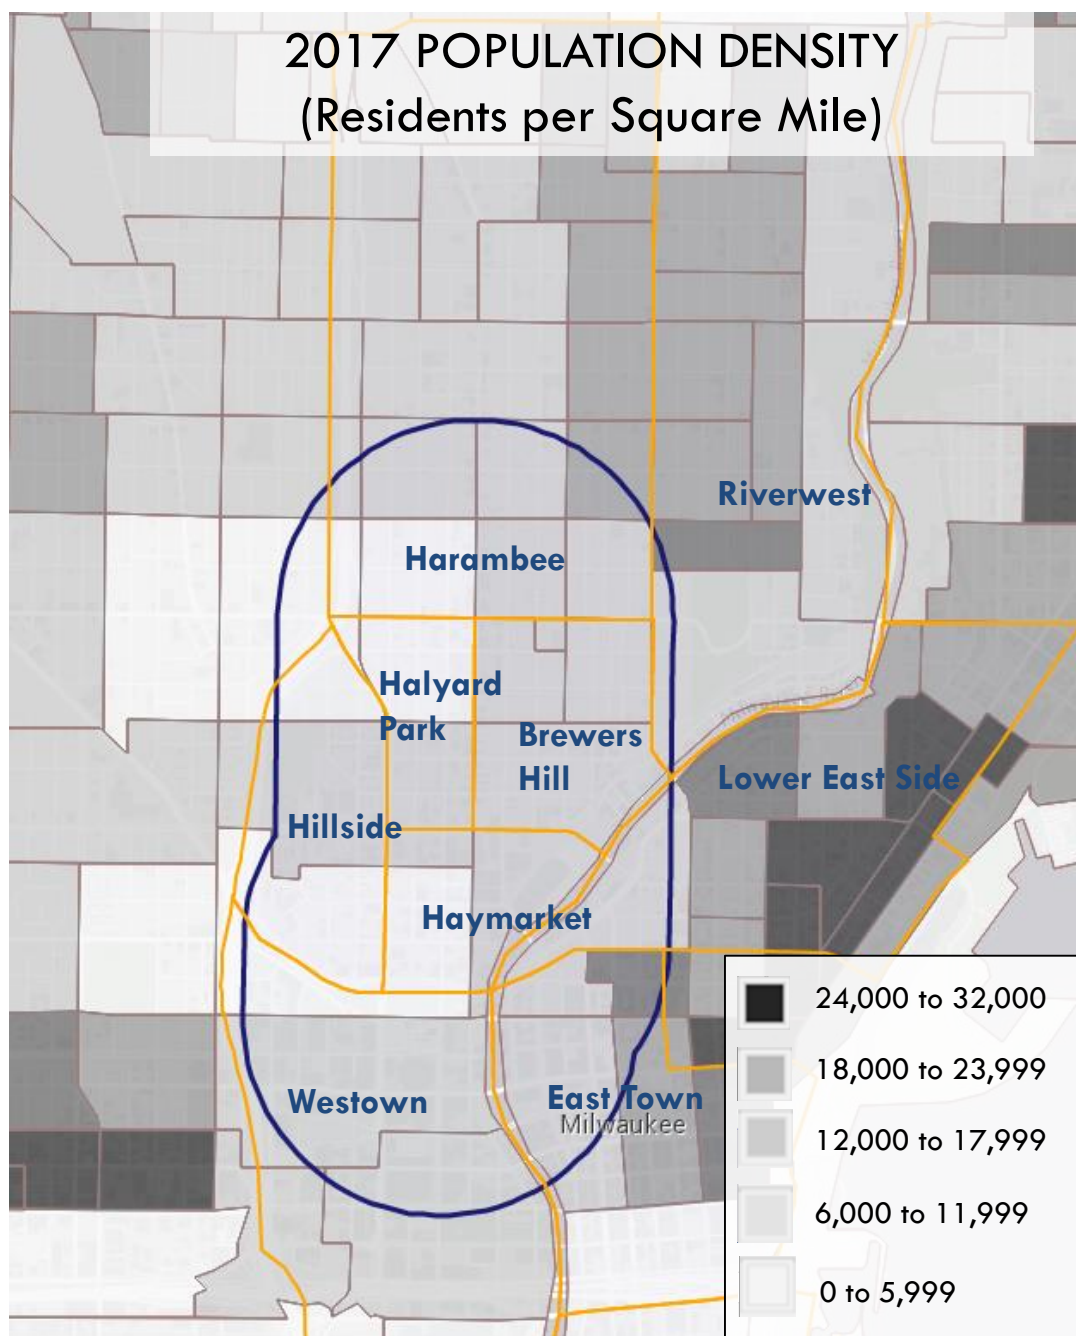 2017 POPULATION DENSITY
(Residents per Square Mile)
Riverwest
Harambee
Halyard
Park
Brewers
Hill
Lower East Side
Hillside
Haymarket
Westown
East Town
Milwaukee
24,000 to 32,000
18,000 to 23,999
12,000 to 17,999
6,000 to 11,999
0 to 5,999